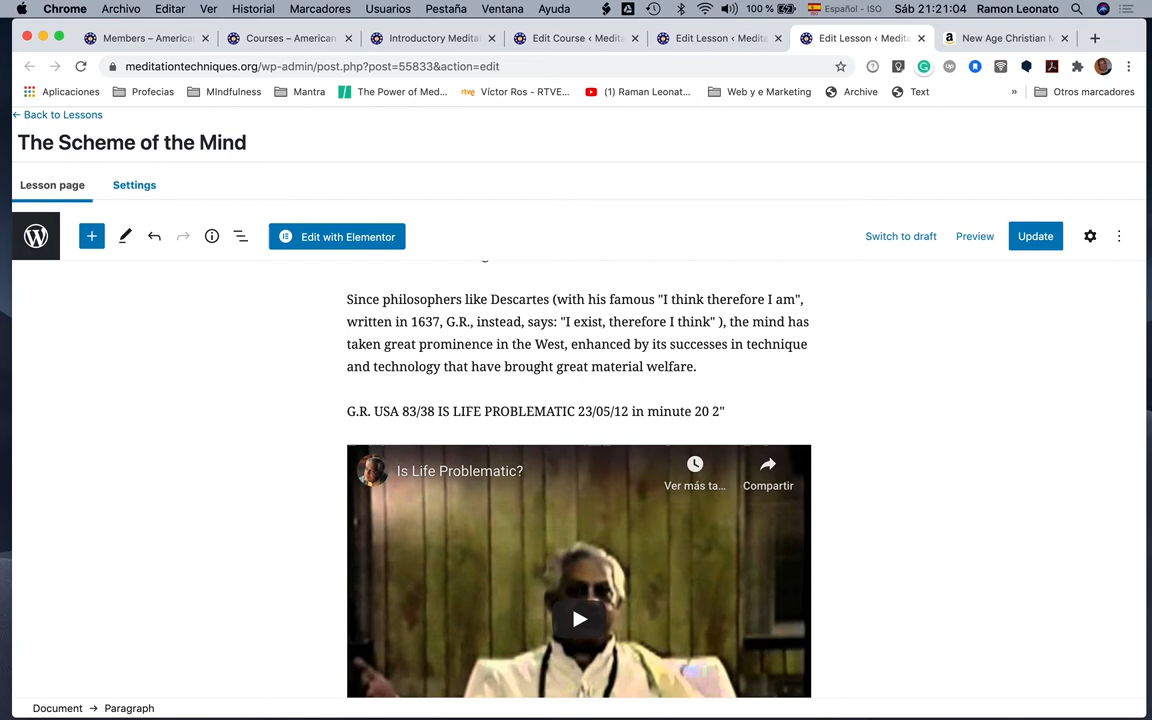 Chrome Archivo Editar Ver Historial Marcadores Usuarios Pestaña Ventana Ayuda 100 % Español - ISO Sáb 21:21:04 Ramon Leonato
Members – America Courses – American Introductory Medita Edit Course ‹ Medita Edit Lesson ‹ Medita Edit Lesson ‹ Medita New Age Christian M
meditationtechniques.org/wp-admin/post.php?post=55833&action=edit
Aplicaciones Profecias MIndfulness Mantra The Power of Med... Víctor Ros - RTVE... (1) Raman Leonat... Web y e Marketing Archive Text » Otros marcadores
← Back to Lessons
The Scheme of the Mind
Lesson page Settings
Edit with Elementor Switch to draft Preview Update
Since philosophers like Descartes (with his famous "I think therefore I am",
written in 1637, G.R., instead, says: "I exist, therefore I think" ), the mind has
taken great prominence in the West, enhanced by its successes in technique
and technology that have brought great material welfare.
G.R. USA 83/38 IS LIFE PROBLEMATIC 23/05/12 in minute 20 2"
Is Life Problematic?
Ver más ta... Compartir
Document → Paragraph